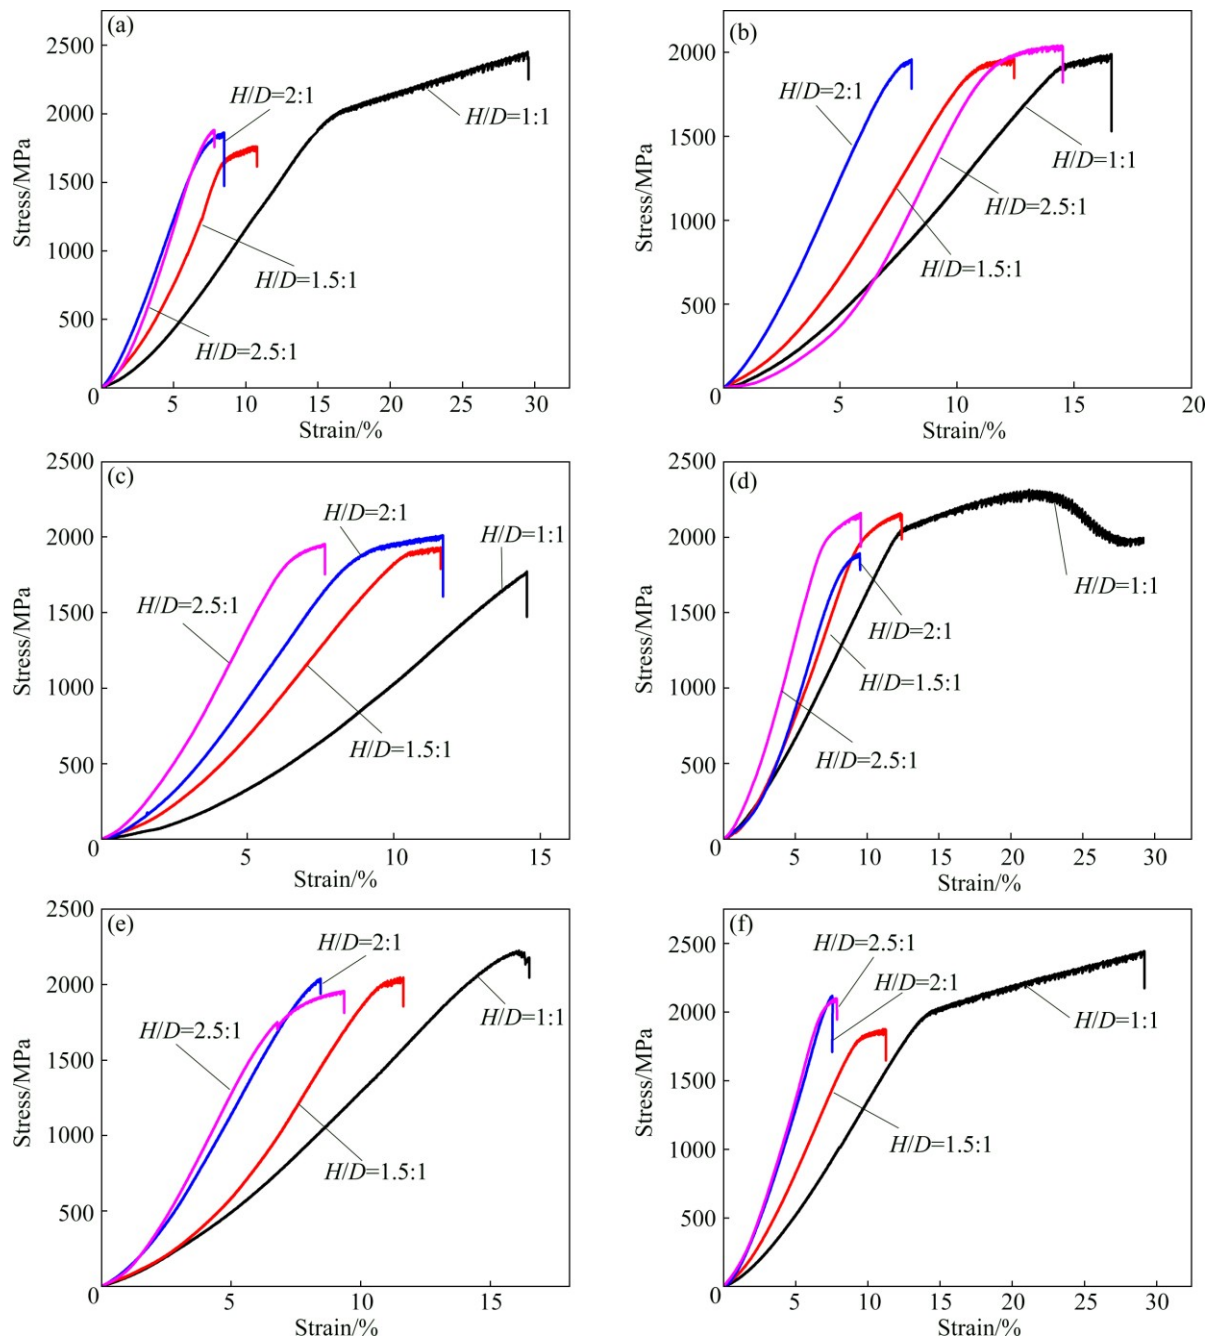 (a)
2500
2000
1500
1000
500
0
Stress/MPa
H/D=2:1
H/D=1:1
H/D=1.5:1
H/D=2.5:1
5 10 15 20 25 30
Strain/%
(b)
2000
1500
1000
500
0
Stress/MPa
H/D=2:1
H/D=1:1
H/D=2.5:1
H/D=1.5:1
5 10 15 20
Strain/%
(c)
2500
2000
1500
1000
500
0
Stress/MPa
H/D=2:1
H/D=1:1
H/D=2.5:1
H/D=1.5:1
5 10 15
Strain/%
(d)
2500
2000
1500
1000
500
0
Stress/MPa
H/D=1:1
H/D=2:1
H/D=1.5:1
H/D=2.5:1
5 10 15 20 25 30
Strain/%
(e)
2500
2000
1500
1000
500
0
Stress/MPa
H/D=2:1
H/D=2.5:1
H/D=1:1
H/D=1.5:1
5 10 15
Strain/%
(f)
2500
2000
1500
1000
500
0
Stress/MPa
H/D=2.5:1
H/D=2:1
H/D=1:1
H/D=1.5:1
5 10 15 20 25 30
Strain/%